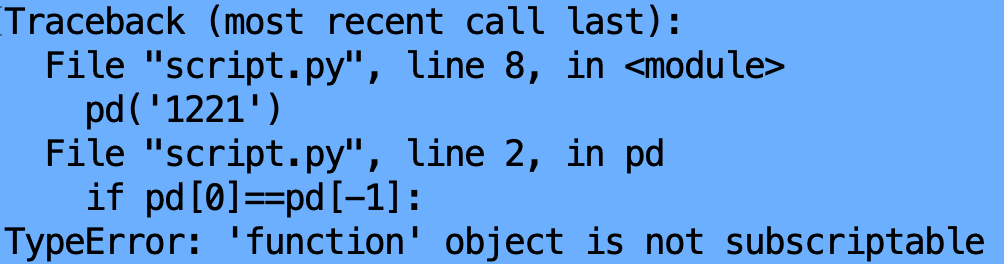 Traceback (most recent call last):
  File "script.py", line 8, in <module>
    pd('1221')
  File "script.py", line 2, in pd
    if pd[0]==pd[-1]:
TypeError: 'function' object is not subscriptable